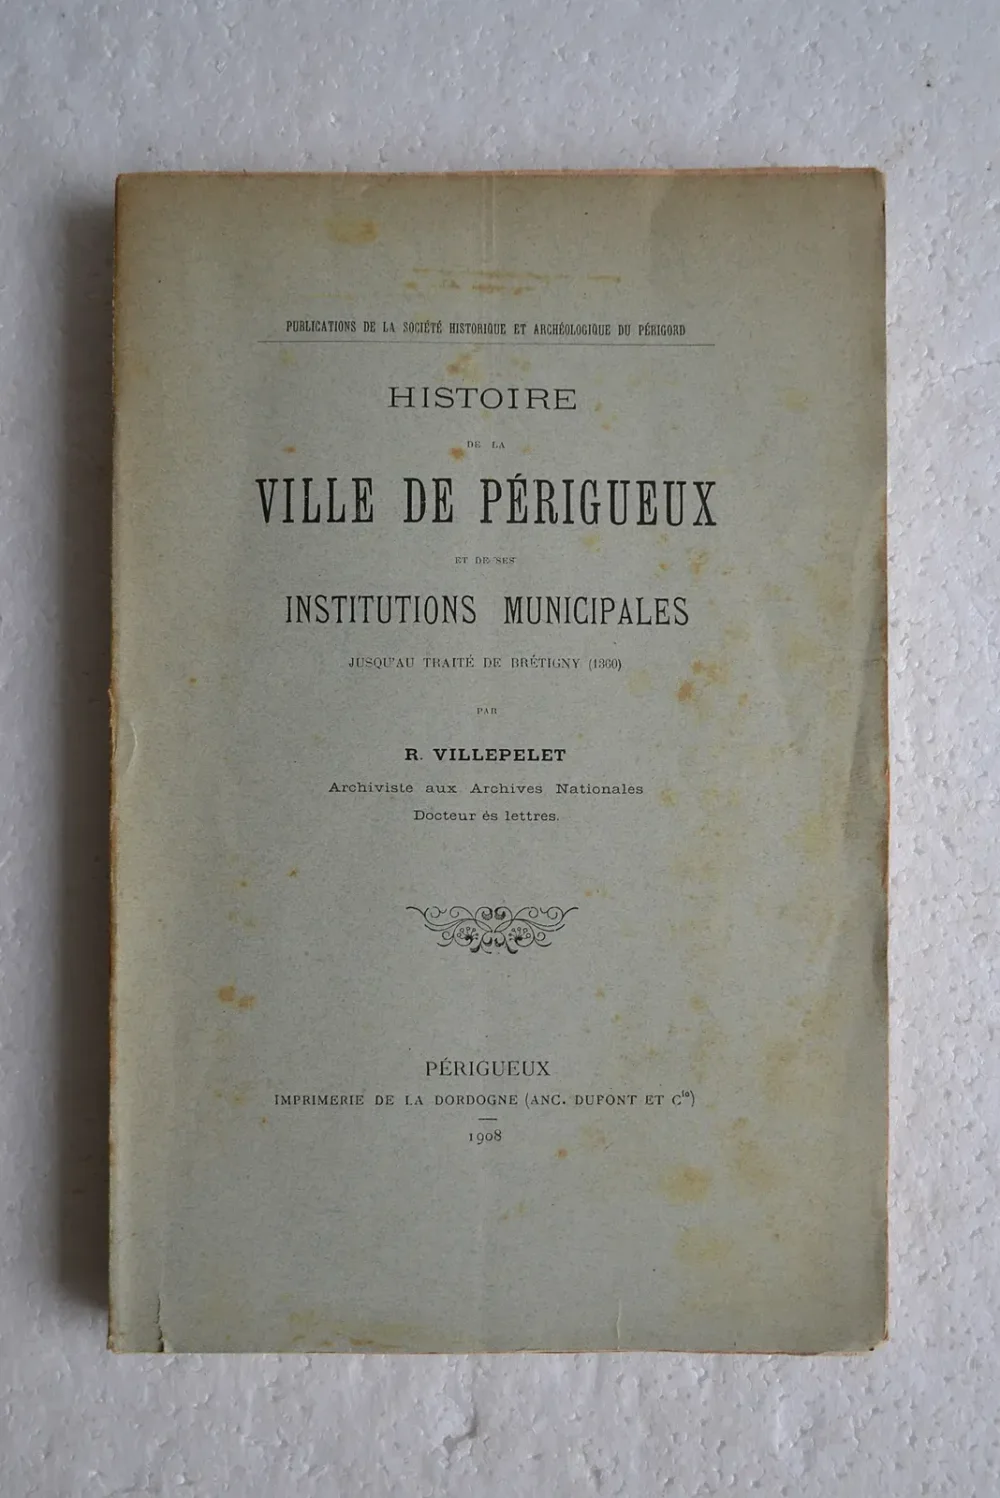 PUBLICATIONS DE LA SOCIÉTÉ HISTORIQUE ET ARCHÉOLOGIQUE DU PÉRIGORD
HISTOIRE
DE LA
VILLE DE PÉRIGUEUX
ET DE SES
INSTITUTIONS MUNICIPALES
JUSQU'AU TRAITÉ DE BRÉTIGNY (1360)
PAR
R. VILLEPELET
Archiviste aux Archives Nationales
Docteur ès lettres.
PÉRIGUEUX
IMPRIMERIE DE LA DORDOGNE (ANC. DUPONT ET Cie)
1908